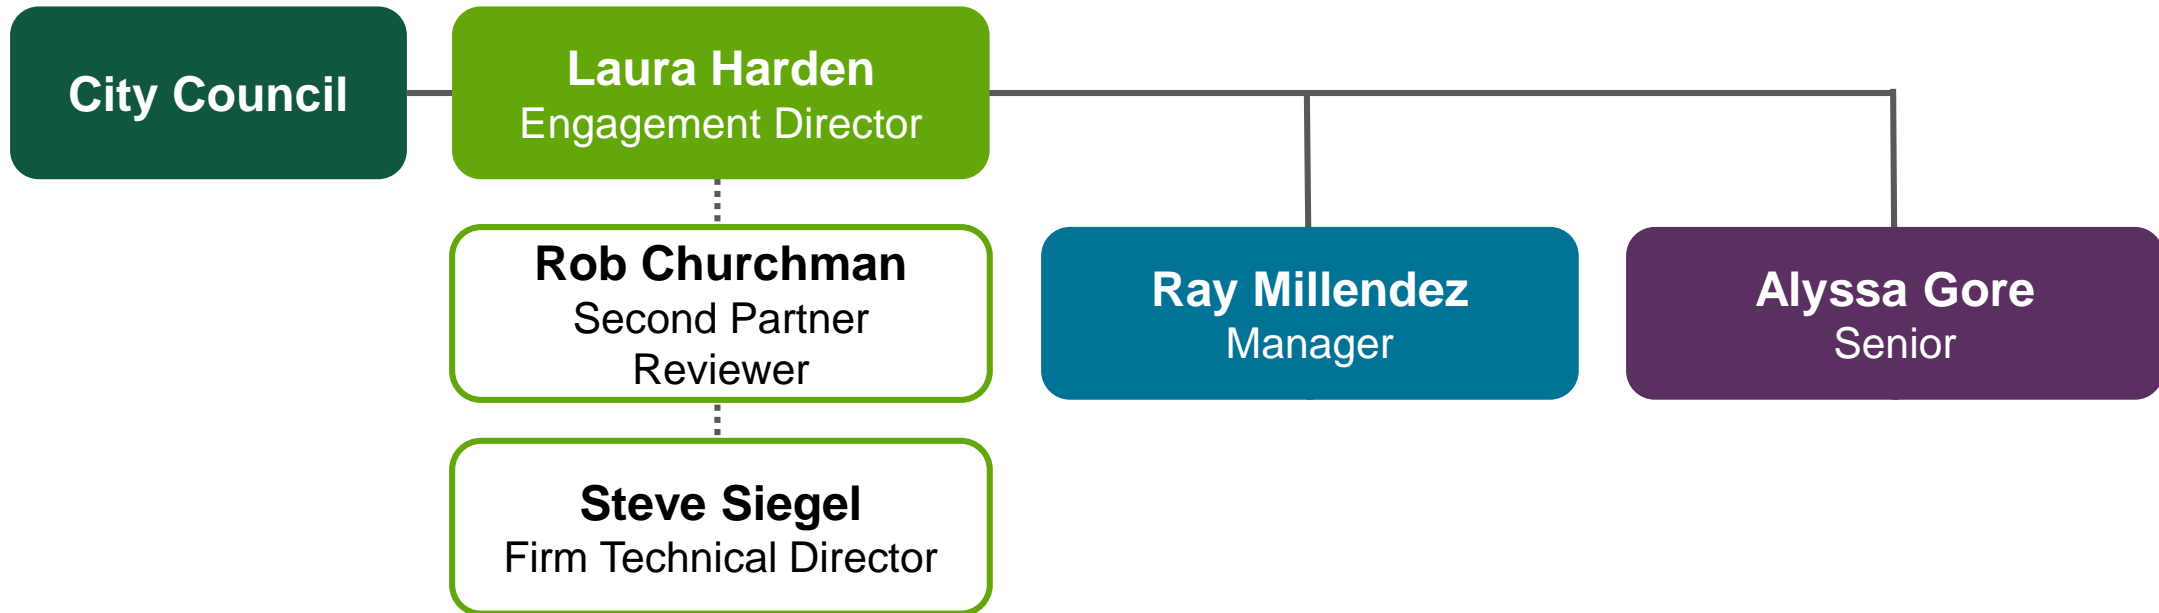 City Council
Laura Harden
Engagement Director
Rob Churchman
Second Partner
Reviewer
Ray Millendez
Manager
Alyssa Gore
Senior
Steve Siegel
Firm Technical Director